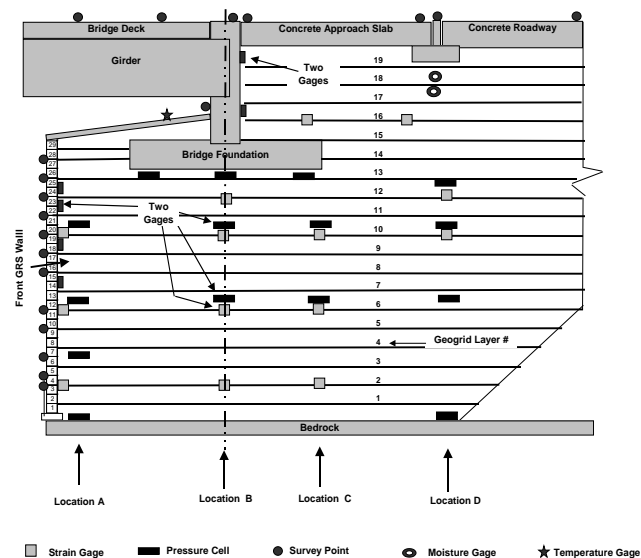 Bridge Deck
Concrete Approach Slab
Concrete Roadway
Girder
Two
Gages
19
18
17
16
15
Bridge Foundation
14
13
12
11
10
9
8
7
6
5
4
3
2
1
Two
Gages
Geogrid Layer #
29
28
27
26
25
24
23
22
21
20
19
18
17
16
15
14
13
12
11
10
9
8
7
6
5
4
3
2
1
Front GRS Walll
Bedrock
Location A
Location B
Location C
Location D
Strain Gage
Pressure Cell
Survey Point
Moisture Gage
Temperature Gage